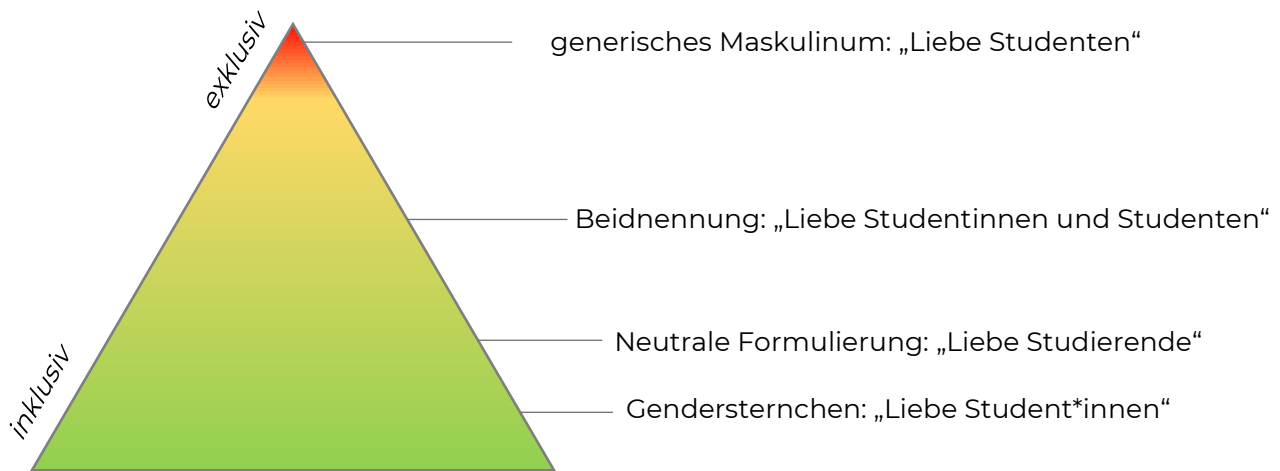 exklusiv
generisches Maskulinum: „Liebe Studenten“
Beidnennung: „Liebe Studentinnen und Studenten“
Neutrale Formulierung: „Liebe Studierende“
inklusiv
Gendersternchen: „Liebe Student*innen“